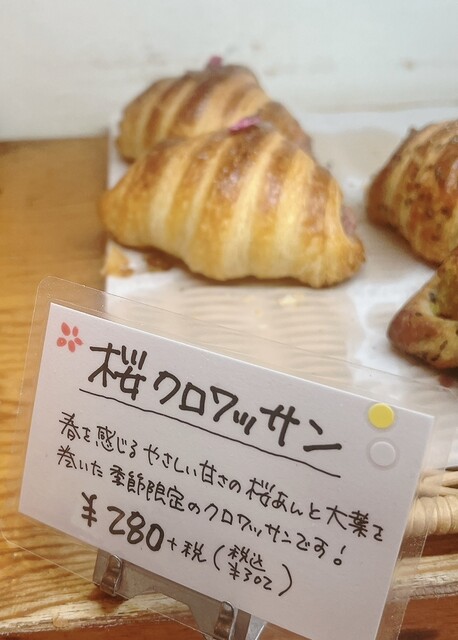 桜クロワッサン
春を感じるやさしい甘さの桜あんと大葉を
巻いた季節限定のクロワッサンです！
¥280+税(税込
¥302)